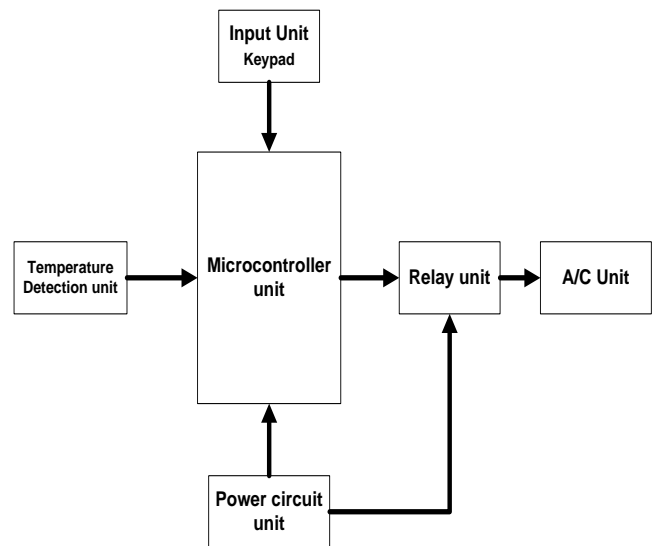 Input Unit
Keypad
Temperature
Detection unit
Microcontroller
unit
Relay unit
A/C Unit
Power circuit
unit